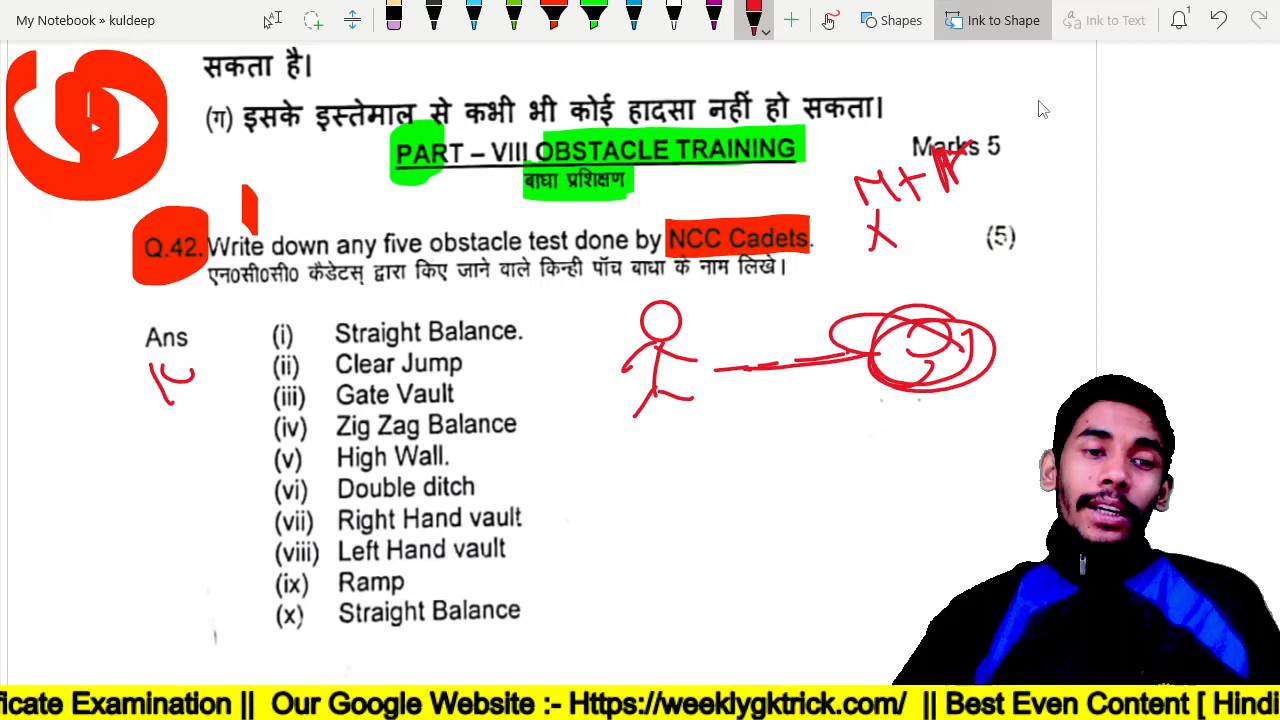 My Notebook » kuldeep
Shapes
Ink to Shape
Ink to Text
सकता है।
(ग) इसके इस्तेमाल से कभी भी कोई हादसा नहीं हो सकता।
PART – VIII OBSTACLE TRAINING
Marks 5
बाधा प्रशिक्षण
M+
X
Q.42. Write down any five obstacle test done by NCC Cadets. (5)
एन0सी0सी0 कैडेटस् द्वारा किए जाने वाले किन्ही पॉच बाधा के नाम लिखे।
Ans (i) Straight Balance.
(ii) Clear Jump
(iii) Gate Vault
(iv) Zig Zag Balance
(v) High Wall.
(vi) Double ditch
(vii) Right Hand vault
(viii) Left Hand vault
(ix) Ramp
(x) Straight Balance
ficate Examination || Our Google Website :- Https://weeklygktrick.com/ || Best Even Content [ Hindi